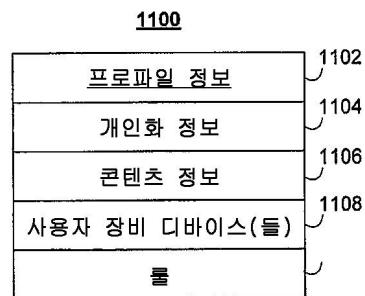 1100
프로파일 정보 1102
개인화 정보 1104
콘텐츠 정보 1106
사용자 장비 디바이스(들) 1108
룰